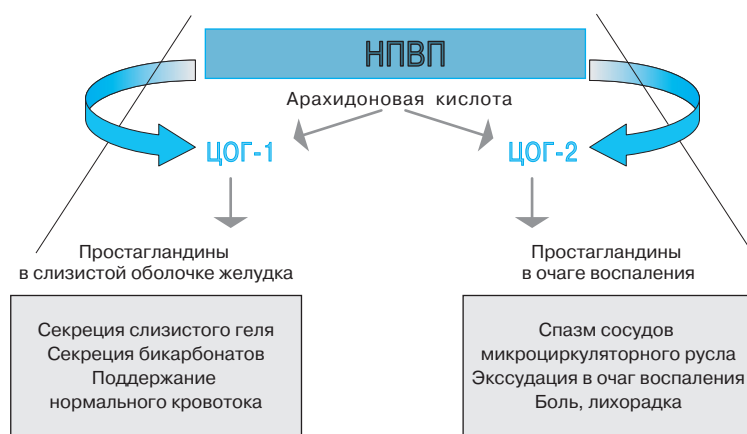 НПВП
Арахидоновая кислота
ЦОГ-1
ЦОГ-2
Простагландины
в слизистой оболочке желудка
Простагландины
в очаге воспаления
Секреция слизистого геля
Секреция бикарбонатов
Поддержание
нормального кровотока
Спазм сосудов
микроциркуляторного русла
Экссудация в очаг воспаления
Боль, лихорадка